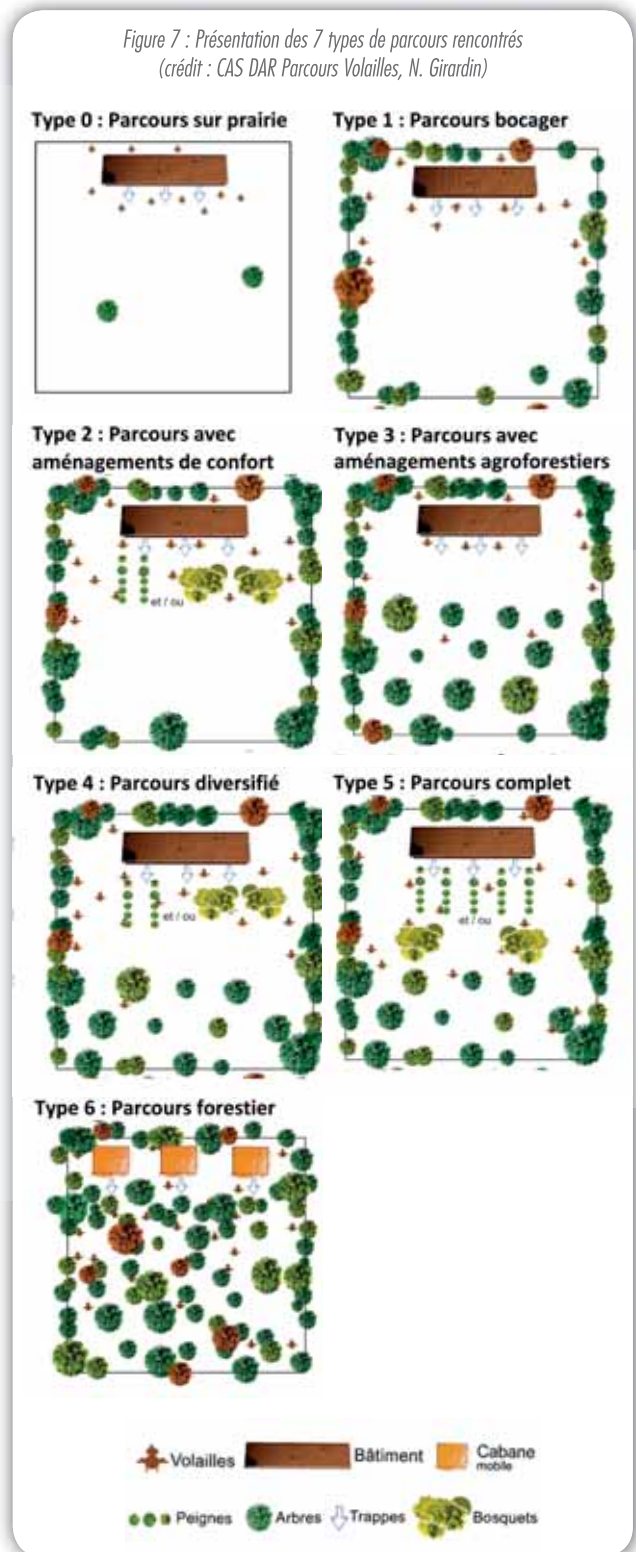 Figure 7 : Présentation des 7 types de parcours rencontrés
(crédit : CAS DAR Parcours Volailles, N. Girardin)
Type 0 : Parcours sur prairie
Type 1 : Parcours bocager
Type 2 : Parcours avec
aménagements de confort
Type 3 : Parcours avec
aménagements agroforestiers
et / ou
Type 4 : Parcours diversifié
Type 5 : Parcours complet
et / ou
et / ou
Type 6 : Parcours forestier
Volailles
Bâtiment
Cabane
mobile
Peignes
Arbres
Trappes
Bosquets